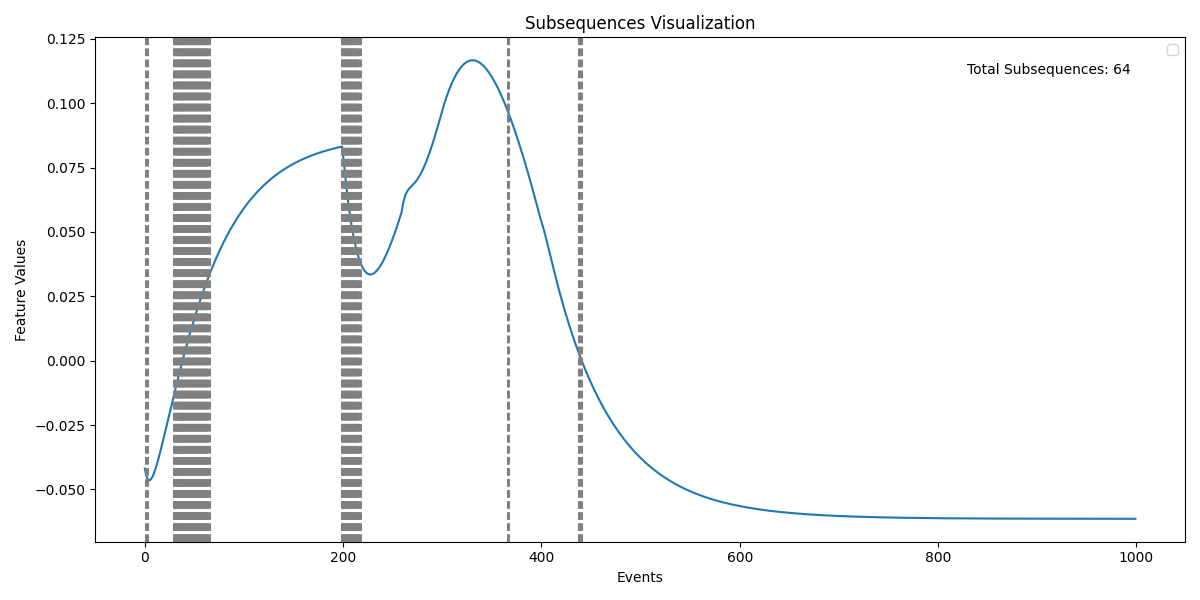 Subsequences Visualization
Total Subsequences: 64
Feature Values
0.125
0.100
0.075
0.050
0.025
0.000
−0.025
−0.050
0 200 400 600 800 1000
Events